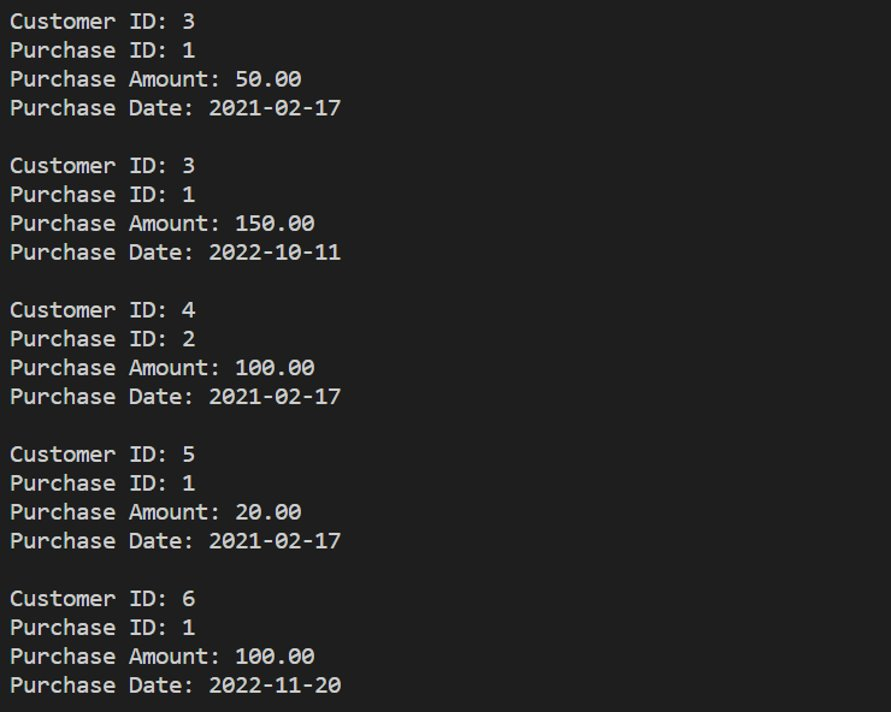 Customer ID: 3
Purchase ID: 1
Purchase Amount: 50.00
Purchase Date: 2021-02-17
Customer ID: 3
Purchase ID: 1
Purchase Amount: 150.00
Purchase Date: 2022-10-11
Customer ID: 4
Purchase ID: 2
Purchase Amount: 100.00
Purchase Date: 2021-02-17
Customer ID: 5
Purchase ID: 1
Purchase Amount: 20.00
Purchase Date: 2021-02-17
Customer ID: 6
Purchase ID: 1
Purchase Amount: 100.00
Purchase Date: 2022-11-20